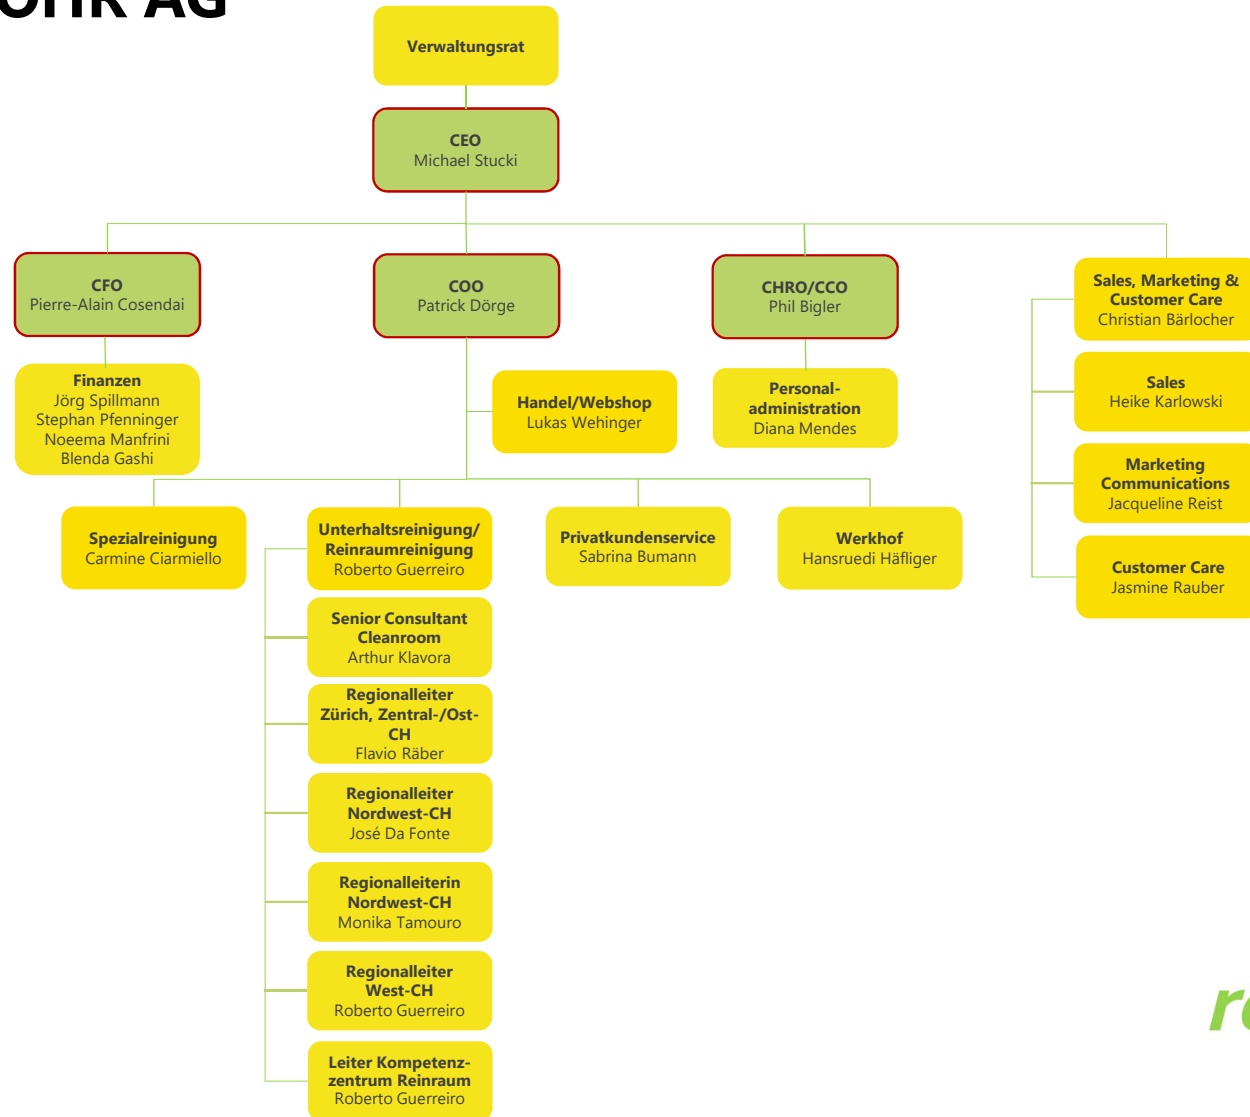 OHR AG
Verwaltungsrat
CEO
Michael Stucki
CFO
Pierre-Alain Cosendai
COO
Patrick Dörge
CHRO/CCO
Phil Bigler
Sales, Marketing &
Customer Care
Christian Bärlocher
Finanzen
Jörg Spillmann
Stephan Pfenninger
Noeema Manfrini
Blenda Gashi
Handel/Webshop
Lukas Wehinger
Personal-
administration
Diana Mendes
Sales
Heike Karlowski
Marketing
Communications
Jacqueline Reist
Customer Care
Jasmine Rauber
Spezialreinigung
Carmine Ciarmiello
Unterhaltsreinigung/
Reinraumreinigung
Roberto Guerreiro
Privatkundenservice
Sabrina Bumann
Werkhof
Hansruedi Häfliger
Senior Consultant
Cleanroom
Arthur Klavora
Regionalleiter
Zürich, Zentral-/Ost-
CH
Flavio Räber
Regionalleiter
Nordwest-CH
José Da Fonte
Regionalleiterin
Nordwest-CH
Monika Tamouro
Regionalleiter
West-CH
Roberto Guerreiro
Leiter Kompetenz-
zentrum Reinraum
Roberto Guerreiro